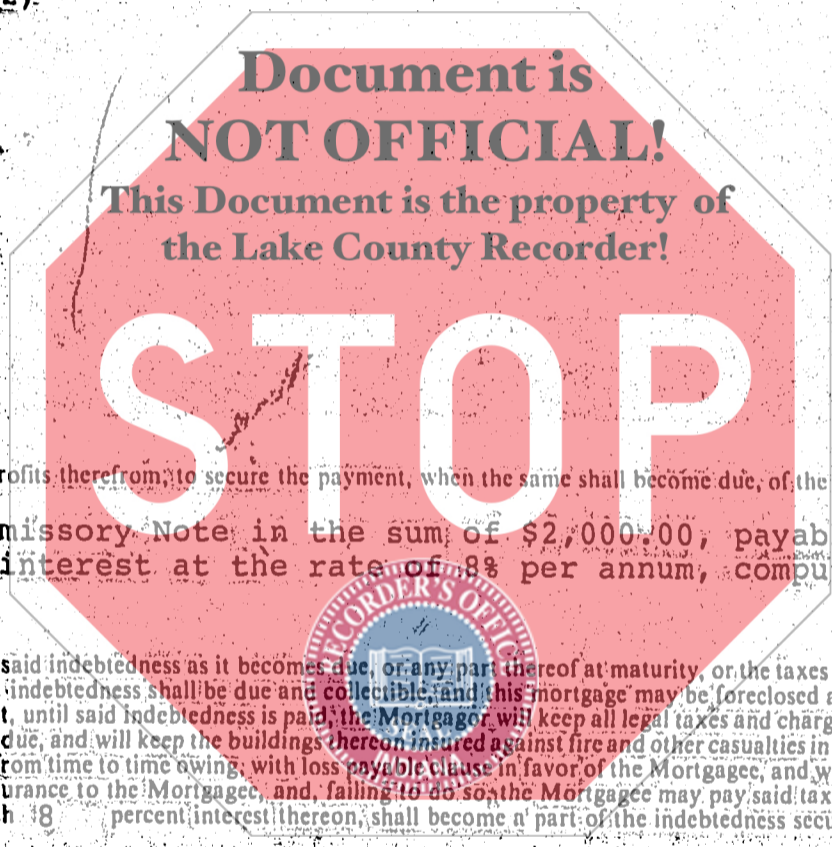 Document is
NOT OFFICIAL!
This Document is the property of
the Lake County Recorder!
STOP
rofits therefrom, to secure the payment, when the same shall become due, of the
missory Note in the sum of $2,000.00, payab
interest at the rate of 8% per annum, compu
RECORDER'S OFFICE
said indebtedness as it becomes due, or any part thereof at maturity, or the taxes
indebtedness shall be due and collectible, and this mortgage may be foreclosed a
t, until said indebtedness is paid, the Mortgagor will keep all legal taxes and charg
SEAL
due, and will keep the buildings thereon insured against fire and other casualties in
rom time to time owing, with loss payable clause in favor of the Mortgagee, and w
urance to the Mortgagee, and, failing to do so, the Mortgagee may pay said tax
h 8 percent interest thereon, shall become a part of the indebtedness secu